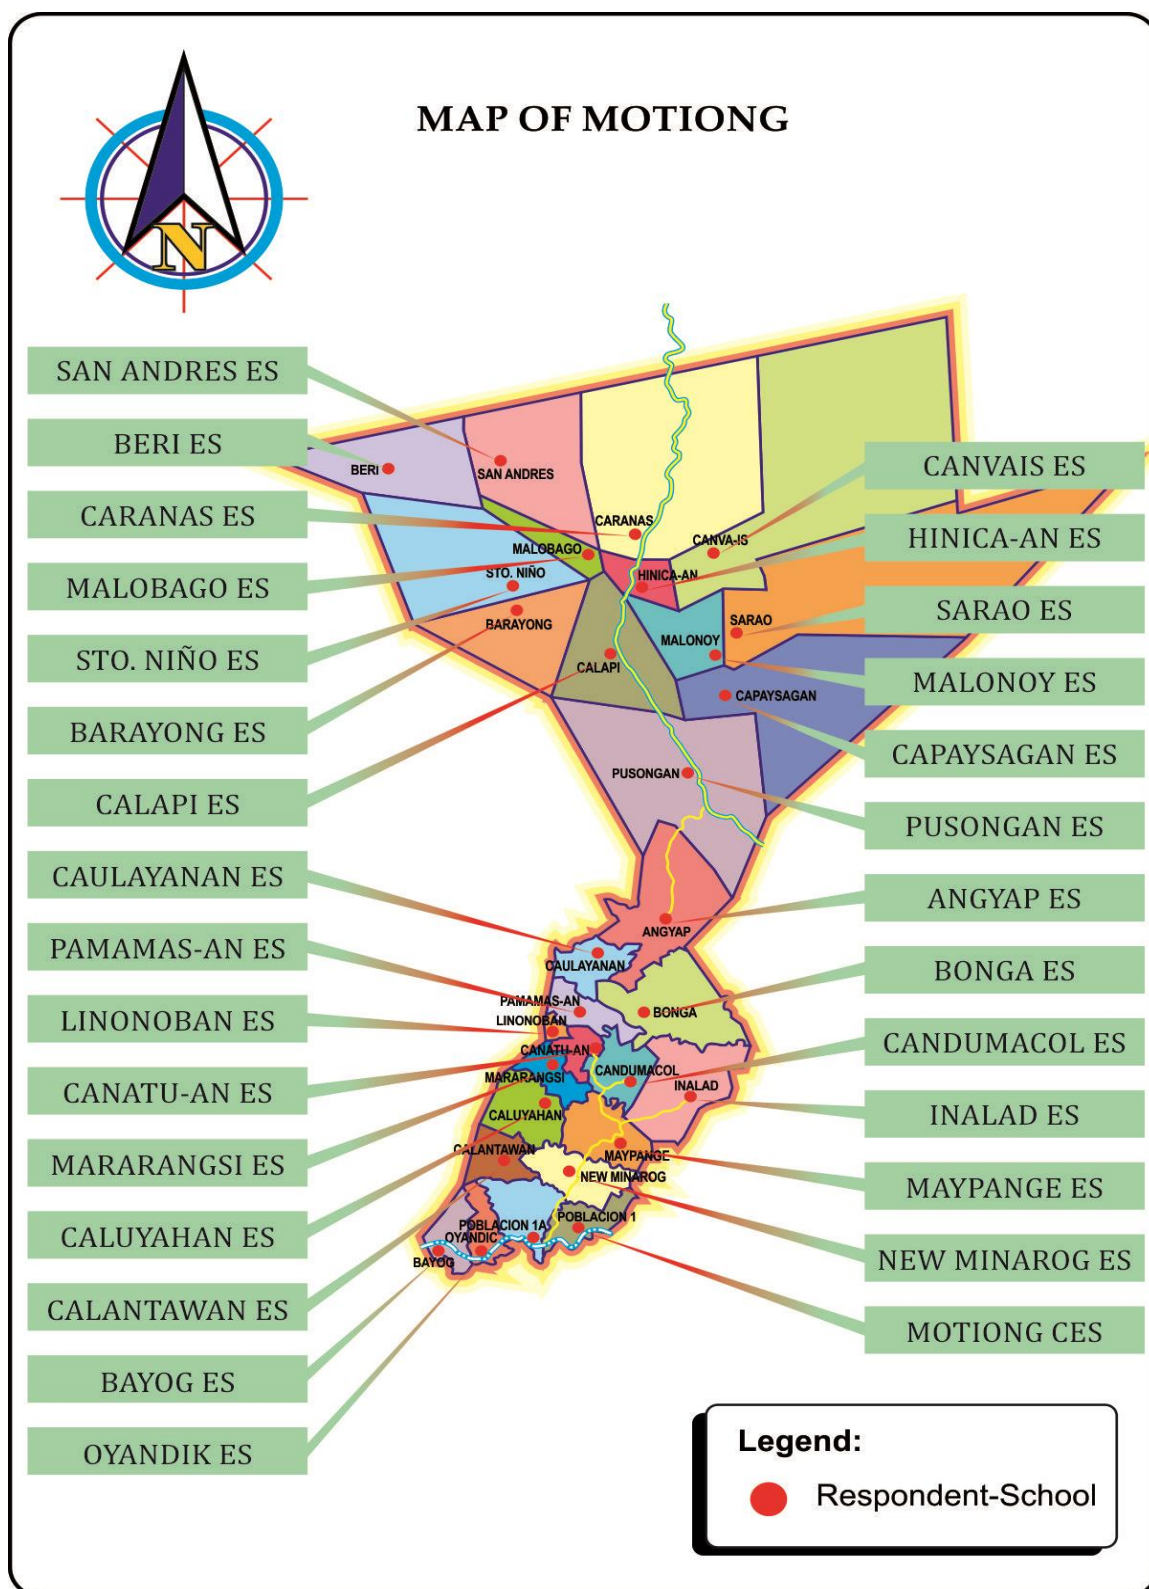 MAP OF MOTIONG
N
SAN ANDRES ES
BERI ES
CARANAS ES
MALOBAGO ES
STO. NIÑO ES
BARAYONG ES
CALAPI ES
CAULAYANAN ES
PAMAMAS-AN ES
LINONOBAN ES
CANATU-AN ES
MARARANGSI ES
CALUYAHAN ES
CALANTAWAN ES
BAYOG ES
OYANDIK ES
BERI
SAN ANDRES
CARANAS
CANVA-IS
MALOBAGO
HINICA-AN
STO. NIÑO
BARAYONG
SARAO
MALONOY
CALAPI
CAPAYSAGAN
PUSONGAN
ANGYAP
CAULAYANAN
PAMAMAS-AN
BONGA
LINONOBAN
CANATU-AN
MARARANGSI
CANDUMACOL
INALAD
CALUYAHAN
CALANTAWAN
MAYPANGE
NEW MINAROG
POBLACION 1
POBLACION 1A
OYANDIC
BAYOG
CANVAIS ES
HINICA-AN ES
SARAO ES
MALONOY ES
CAPAYSAGAN ES
PUSONGAN ES
ANGYAP ES
BONGA ES
CANDUMACOL ES
INALAD ES
MAYPANGE ES
NEW MINAROG ES
MOTIONG CES
Legend:
Respondent-School